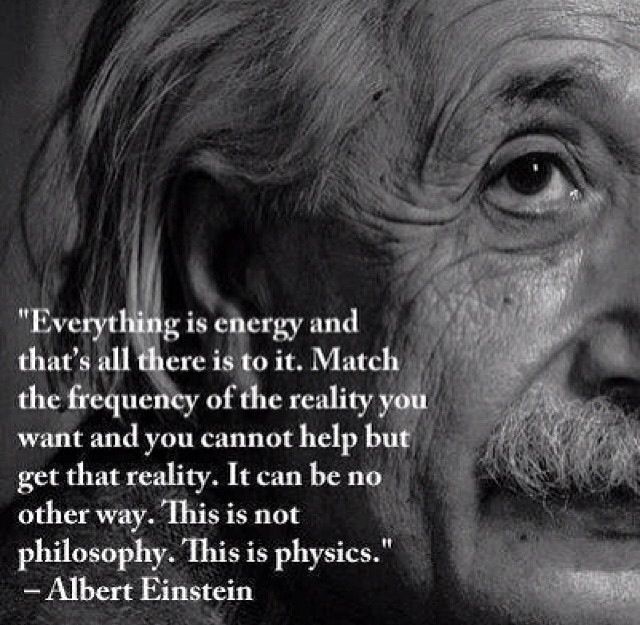 "Everything is energy and
that's all there is to it. Match
the frequency of the reality you
want and you cannot help but
get that reality. It can be no
other way. This is not
philosophy. This is physics."
– Albert Einstein